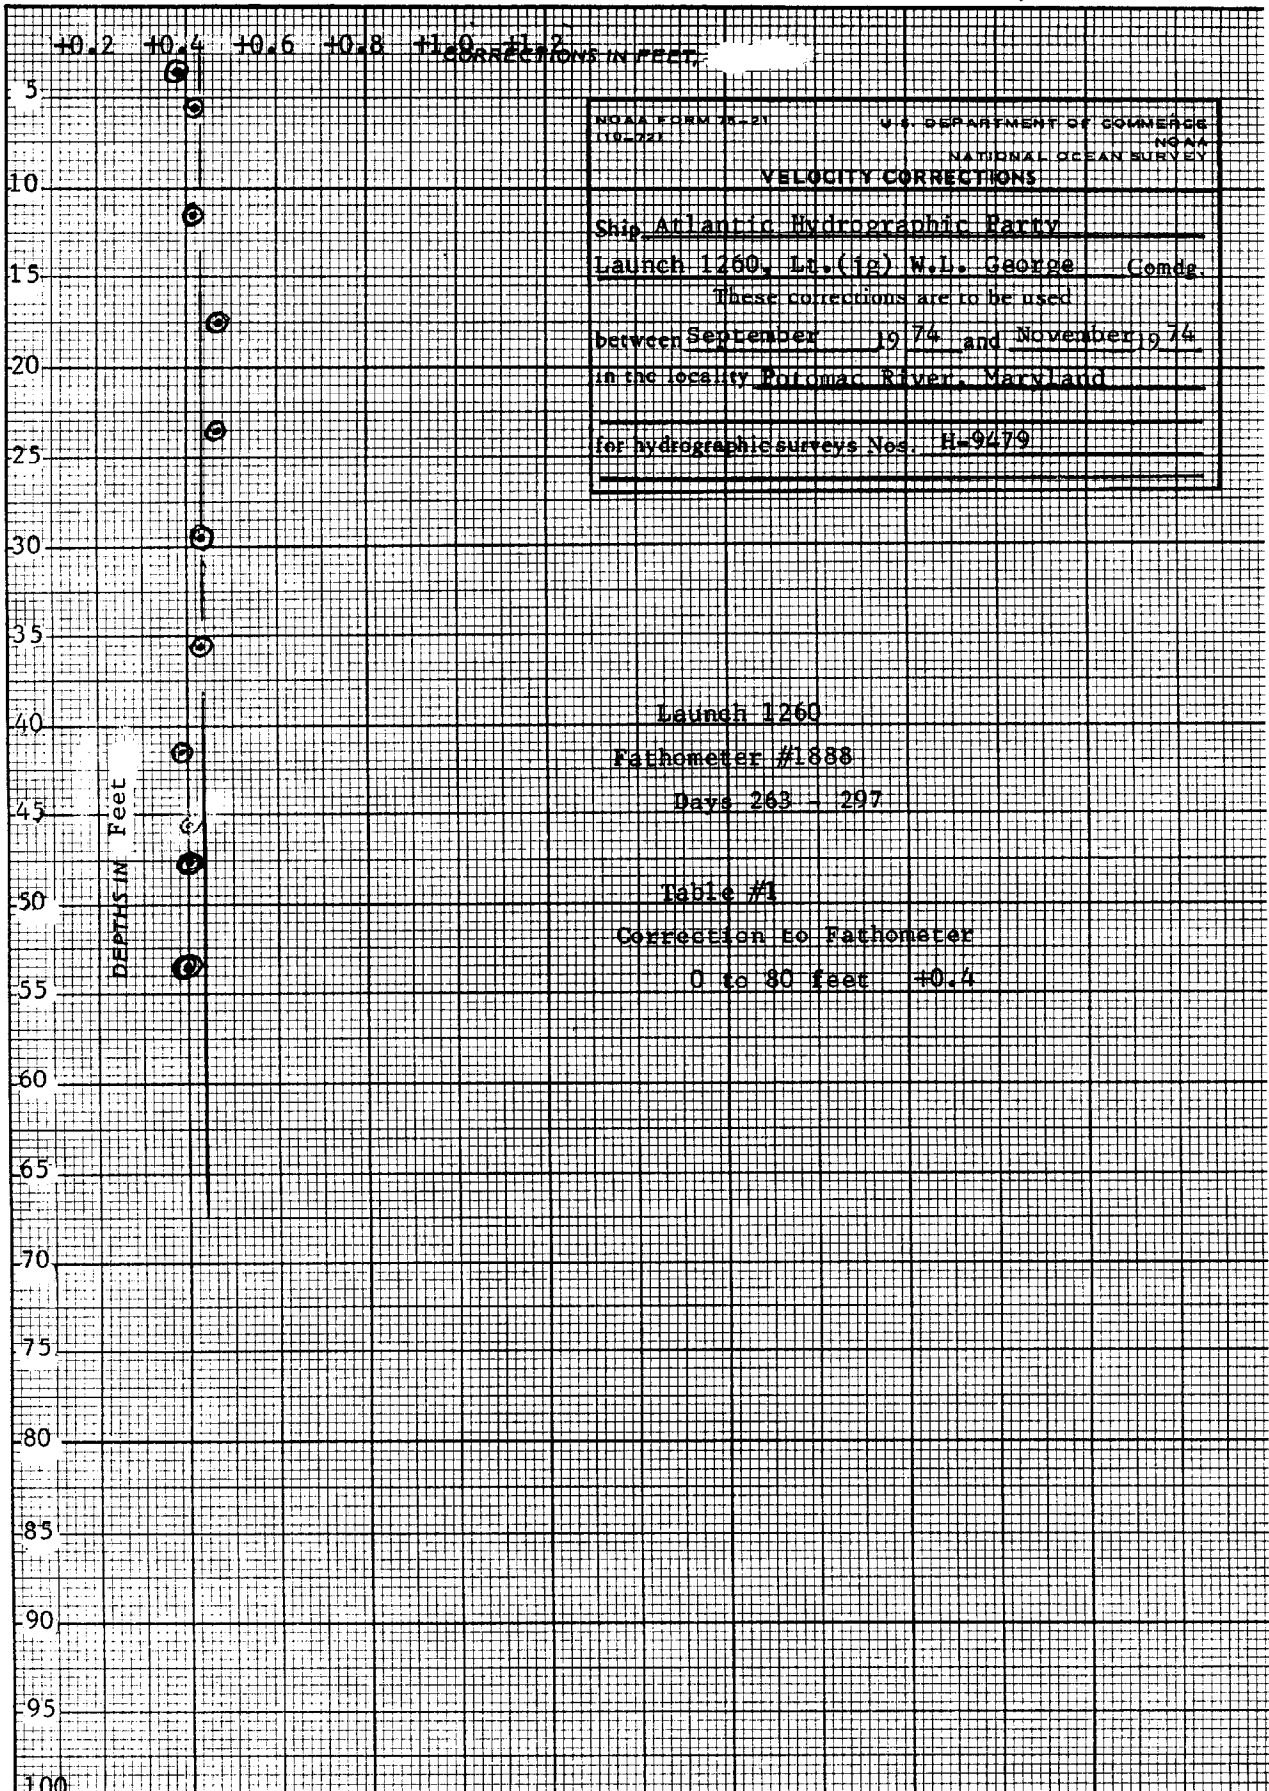 +0.2 +0.4 +0.6 +0.8 +1.0 +1.2
CORRECTIONS IN FEET,
5
10
15
20
25
30
35
40
45
50
55
60
65
70
75
80
85
90
95
100
DEPTHS IN Feet
NOAA FORM 75-21 U.S. DEPARTMENT OF COMMERCE
(10-72) NOAA
NATIONAL OCEAN SURVEY
VELOCITY CORRECTIONS
Ship Atlantic Hydrographic Party
Launch 1260, Lt.(jg) W.L. George Comdg.
These corrections are to be used
between September 19 74 and November 19 74
in the locality Potomac River, Maryland
for hydrographic surveys Nos. H-9479
Launch 1260
Fathometer #1888
Days 263 - 297
Table #1
Correction to Fathometer
0 to 80 feet +0.4